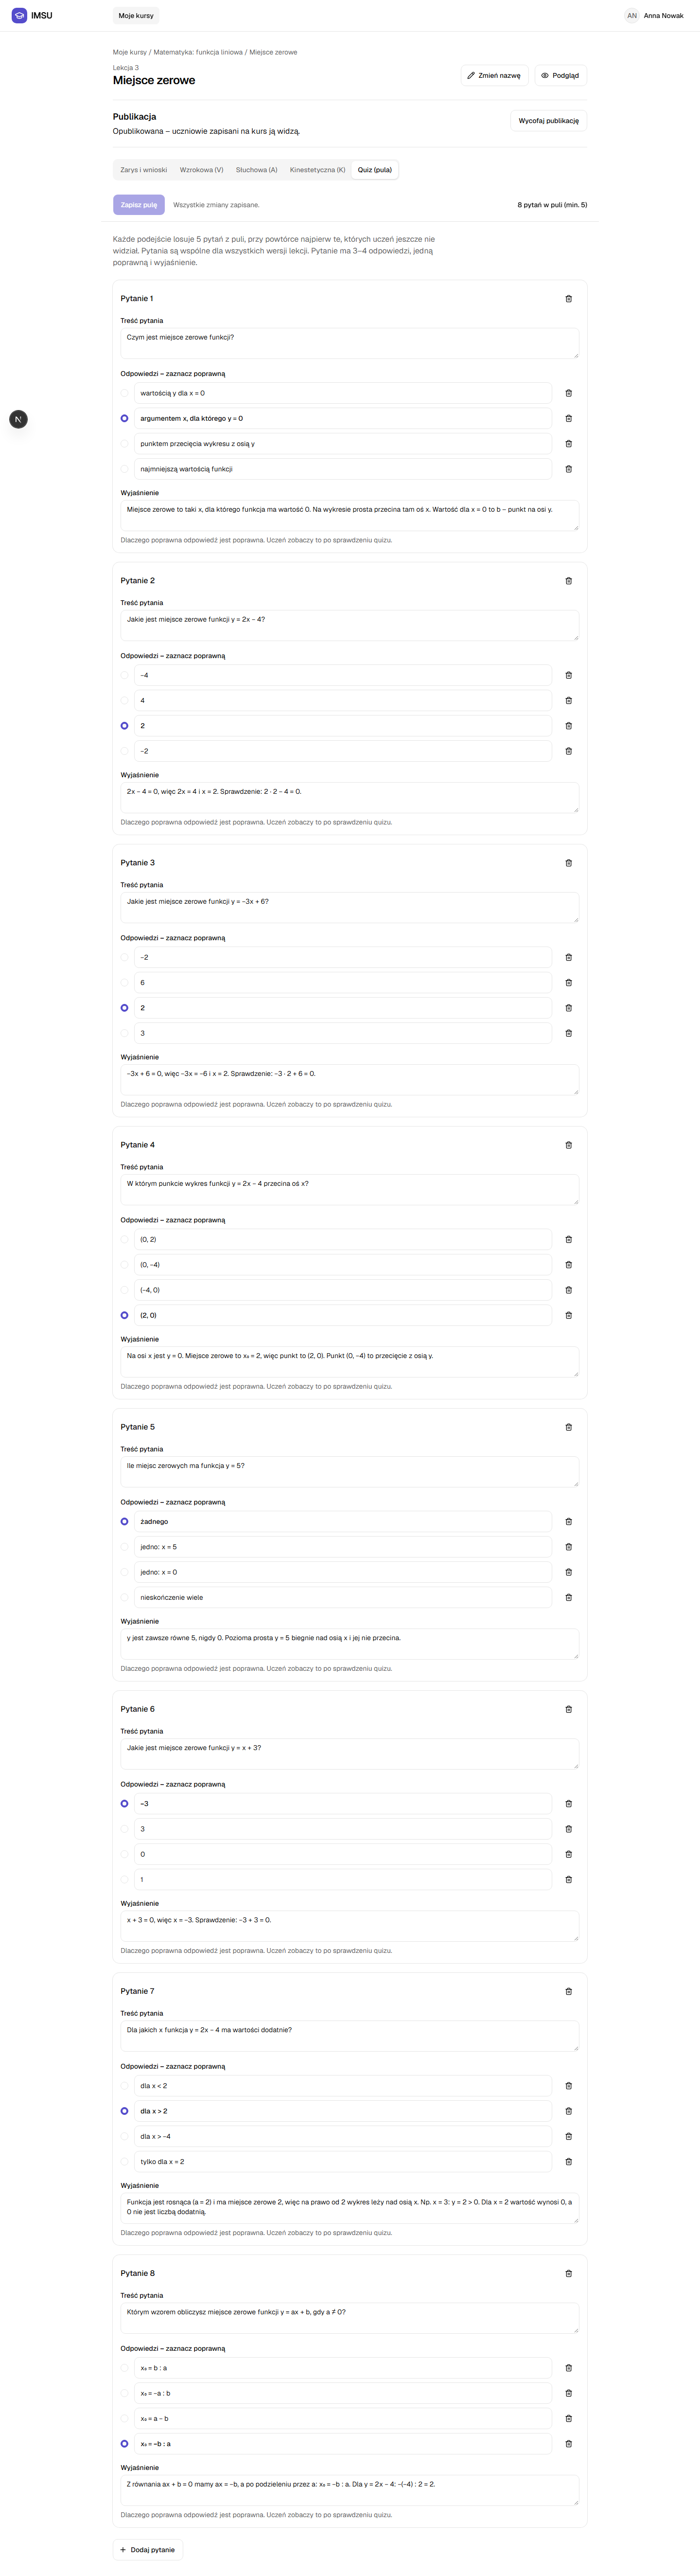 IMSU
Moje kursy
AN
Anna Nowak
Moje kursy / Matematyka: funkcja liniowa / Miejsce zerowe
Lekcja 3
Miejsce zerowe
Zmień nazwę
Podgląd
Publikacja
Opublikowana – uczniowie zapisani na kurs ją widzą.
Wycofaj publikację
Zarys i wnioski
Wzrokowa (V)
Słuchowa (A)
Kinestetyczna (K)
Quiz (pula)
Zapisz pulę
Wszystkie zmiany zapisane.
8 pytań w puli (min. 5)
Każde podejście losuje 5 pytań z puli, przy powtórce najpierw te, których uczeń jeszcze nie
widział. Pytania są wspólne dla wszystkich wersji lekcji. Pytanie ma 3–4 odpowiedzi, jedną
poprawną i wyjaśnienie.
Pytanie 1
Treść pytania
Czym jest miejsce zerowe funkcji?
Odpowiedzi – zaznacz poprawną
wartością y dla x = 0
argumentem x, dla którego y = 0
punktem przecięcia wykresu z osią y
najmniejszą wartością funkcji
Wyjaśnienie
Miejsce zerowe to taki x, dla którego funkcja ma wartość 0. Na wykresie prosta przecina tam oś x. Wartość dla x = 0 to b – punkt na osi y.
Dlaczego poprawna odpowiedź jest poprawna. Uczeń zobaczy to po sprawdzeniu quizu.
Pytanie 2
Treść pytania
Jakie jest miejsce zerowe funkcji y = 2x − 4?
Odpowiedzi – zaznacz poprawną
−4
4
2
−2
Wyjaśnienie
2x − 4 = 0, więc 2x = 4 i x = 2. Sprawdzenie: 2 · 2 − 4 = 0.
Dlaczego poprawna odpowiedź jest poprawna. Uczeń zobaczy to po sprawdzeniu quizu.
Pytanie 3
Treść pytania
Jakie jest miejsce zerowe funkcji y = −3x + 6?
Odpowiedzi – zaznacz poprawną
−2
6
2
3
Wyjaśnienie
−3x + 6 = 0, więc −3x = −6 i x = 2. Sprawdzenie: −3 · 2 + 6 = 0.
Dlaczego poprawna odpowiedź jest poprawna. Uczeń zobaczy to po sprawdzeniu quizu.
Pytanie 4
Treść pytania
W którym punkcie wykres funkcji y = 2x − 4 przecina oś x?
Odpowiedzi – zaznacz poprawną
(0, 2)
(0, −4)
(−4, 0)
(2, 0)
Wyjaśnienie
Na osi x jest y = 0. Miejsce zerowe to x₀ = 2, więc punkt to (2, 0). Punkt (0, −4) to przecięcie z osią y.
Dlaczego poprawna odpowiedź jest poprawna. Uczeń zobaczy to po sprawdzeniu quizu.
Pytanie 5
Treść pytania
Ile miejsc zerowych ma funkcja y = 5?
Odpowiedzi – zaznacz poprawną
żadnego
jedno: x = 5
jedno: x = 0
nieskończenie wiele
Wyjaśnienie
y jest zawsze równe 5, nigdy 0. Pozioma prosta y = 5 biegnie nad osią x i jej nie przecina.
Dlaczego poprawna odpowiedź jest poprawna. Uczeń zobaczy to po sprawdzeniu quizu.
Pytanie 6
Treść pytania
Jakie jest miejsce zerowe funkcji y = x + 3?
Odpowiedzi – zaznacz poprawną
−3
3
0
1
Wyjaśnienie
x + 3 = 0, więc x = −3. Sprawdzenie: −3 + 3 = 0.
Dlaczego poprawna odpowiedź jest poprawna. Uczeń zobaczy to po sprawdzeniu quizu.
Pytanie 7
Treść pytania
Dla jakich x funkcja y = 2x − 4 ma wartości dodatnie?
Odpowiedzi – zaznacz poprawną
dla x < 2
dla x > 2
dla x > −4
tylko dla x = 2
Wyjaśnienie
Funkcja jest rosnąca (a = 2) i ma miejsce zerowe 2, więc na prawo od 2 wykres leży nad osią x. Np. x = 3: y = 2 > 0. Dla x = 2 wartość wynosi 0, a
0 nie jest liczbą dodatnią.
Dlaczego poprawna odpowiedź jest poprawna. Uczeń zobaczy to po sprawdzeniu quizu.
Pytanie 8
Treść pytania
Którym wzorem obliczysz miejsce zerowe funkcji y = ax + b, gdy a ≠ 0?
Odpowiedzi – zaznacz poprawną
x₀ = b : a
x₀ = −a : b
x₀ = a − b
x₀ = −b : a
Wyjaśnienie
Z równania ax + b = 0 mamy ax = −b, a po podzieleniu przez a: x₀ = −b : a. Dla y = 2x − 4: −(−4) : 2 = 2.
Dlaczego poprawna odpowiedź jest poprawna. Uczeń zobaczy to po sprawdzeniu quizu.
Dodaj pytanie
N